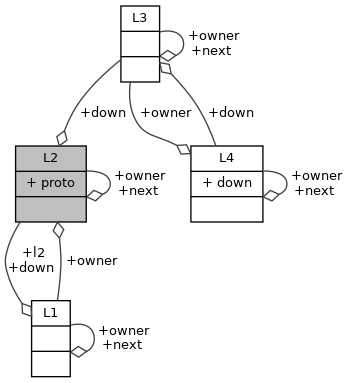 L3
+owner
+next
+down
+owner
+down
L2
+ proto
+owner
+next
L4
+ down
+owner
+next
+l2
+down
+owner
L1
+owner
+next